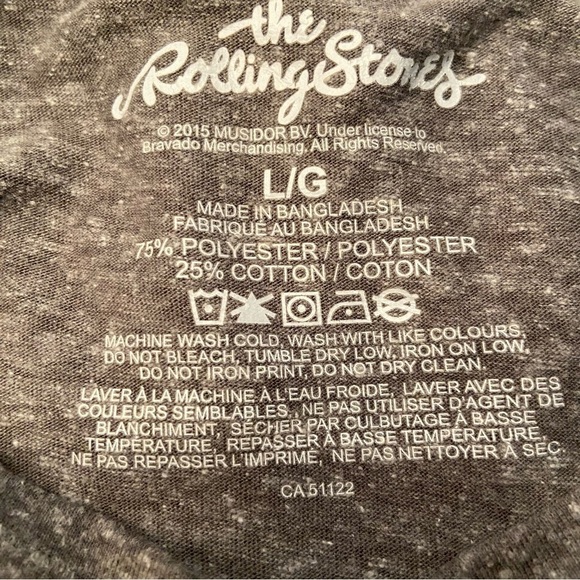 the
Rolling Stones
© 2015 MUSIDOR BV. Under license to
Bravado Merchandising. All Rights Reserved.
L/G
MADE IN BANGLADESH
FABRIQUÉ AU BANGLADESH
75% POLYESTER / POLYESTER
25% COTTON / COTON
MACHINE WASH COLD, WASH WITH LIKE COLOURS,
DO NOT BLEACH, TUMBLE DRY LOW, IRON ON LOW,
DO NOT IRON PRINT, DO NOT DRY CLEAN.
LAVER À LA MACHINE À L'EAU FROIDE, LAVER AVEC DES
COULEURS SEMBLABLES, NE PAS UTILISER D'AGENT DE
BLANCHIMENT, SÉCHER PAR CULBUTAGE À BASSE
TEMPÉRATURE, REPASSER À BASSE TEMPÉRATURE,
NE PAS REPASSER L'IMPRIMÉ, NE PAS NETTOYER À SEC.
CA 51122